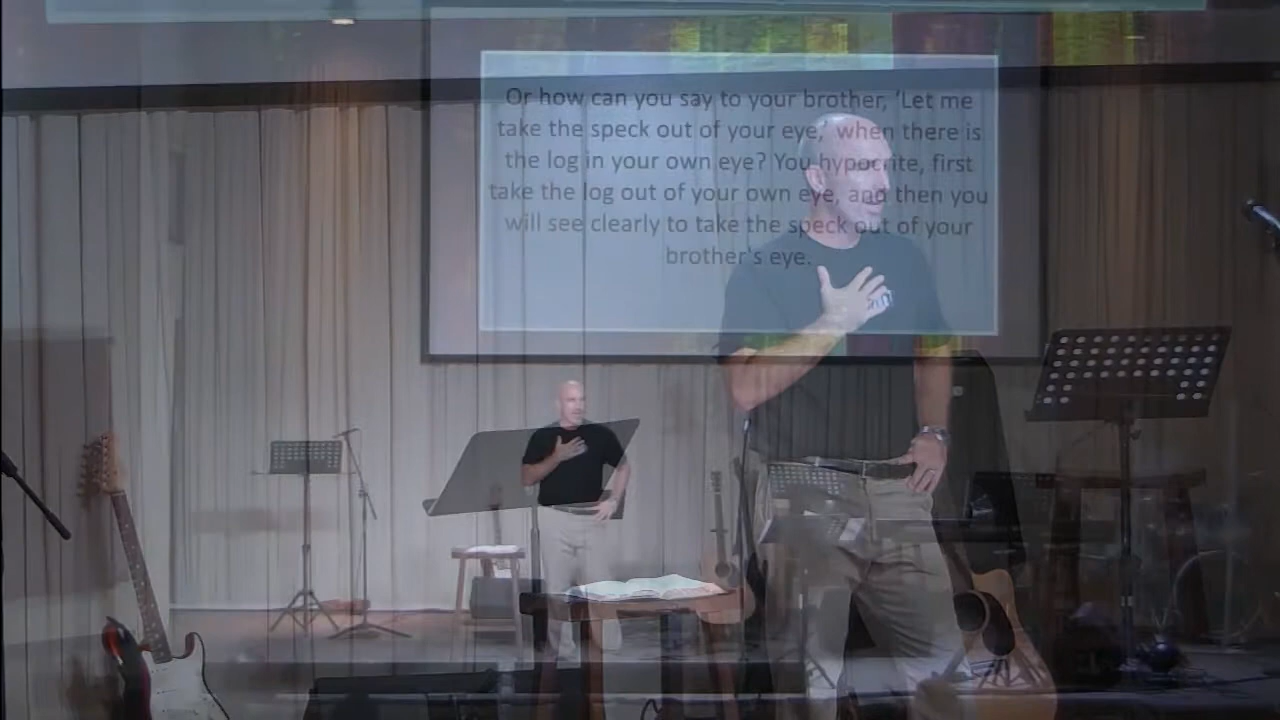 Or how can you say to your brother, ‘Let me
take the speck out of your eye,’ when there is
the log in your own eye? You hypocrite, first
take the log out of your own eye, and then you
will see clearly to take the speck out of your
brother's eye.